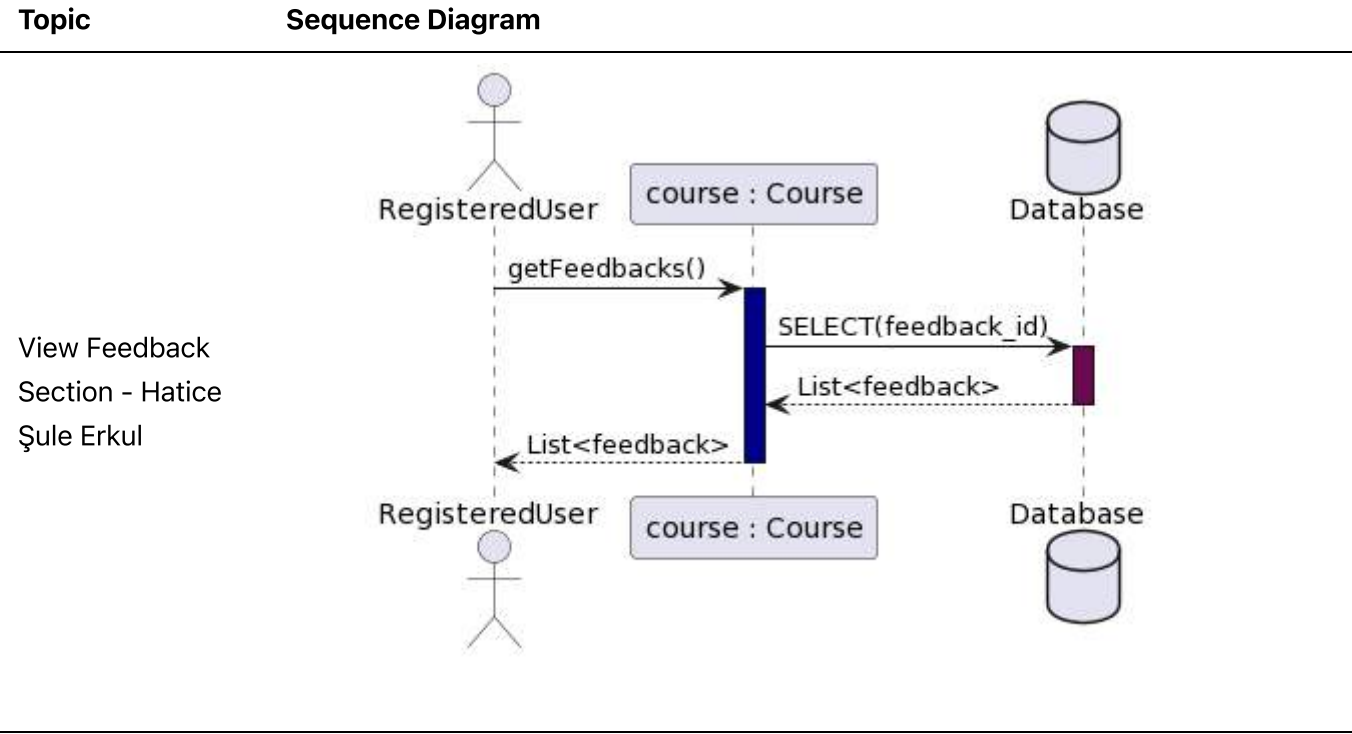 Topic
Sequence Diagram
RegisteredUser
course : Course
Database
getFeedbacks()
SELECT(feedback_id)
List<feedback>
List<feedback>
View Feedback
Section - Hatice
Şule Erkul
RegisteredUser
course : Course
Database